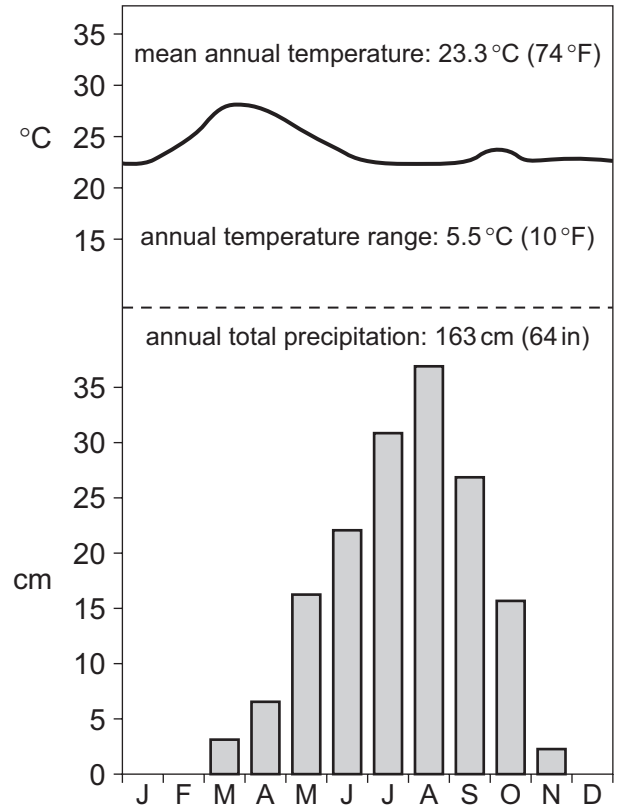 35
mean annual temperature: 23.3 °C (74 °F)
30
°C
25
20
15
annual temperature range: 5.5 °C (10 °F)
annual total precipitation: 163 cm (64 in)
35
30
25
20
cm
15
10
5
0
J F M A M J J A S O N D